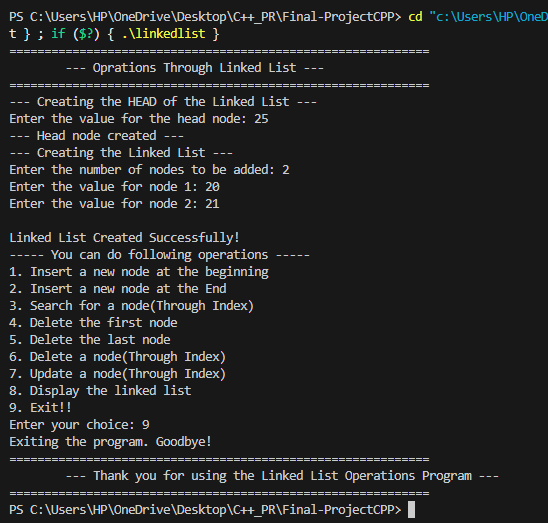 PS C:\Users\HP\OneDrive\Desktop\C++_PR\Final-ProjectCPP> cd "c:\Users\HP\OneD
t } ; if ($?) { .\linkedlist }
============================================================
--- Oprations Through Linked List ---
============================================================
--- Creating the HEAD of the Linked List ---
Enter the value for the head node: 25
--- Head node created ---
--- Creating the Linked List ---
Enter the number of nodes to be added: 2
Enter the value for node 1: 20
Enter the value for node 2: 21
Linked List Created Successfully!
----- You can do following operations -----
1. Insert a new node at the beginning
2. Insert a new node at the End
3. Search for a node(Through Index)
4. Delete the first node
5. Delete the last node
6. Delete a node(Through Index)
7. Update a node(Through Index)
8. Display the linked list
9. Exit!!
Enter your choice: 9
Exiting the program. Goodbye!
============================================================
--- Thank you for using the Linked List Operations Program ---
============================================================
PS C:\Users\HP\OneDrive\Desktop\C++_PR\Final-ProjectCPP>